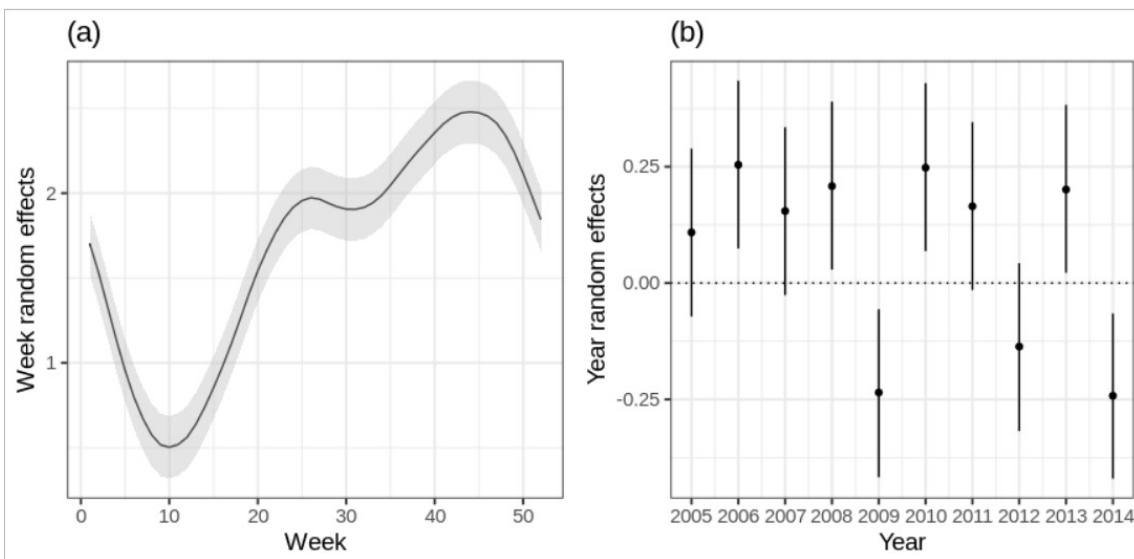 (a)
Week random effects
2
1
0 10 20 30 40 50
Week
(b)
Year random effects
0.25
0.00
-0.25
2005 2006 2007 2008 2009 2010 2011 2012 2013 2014
Year